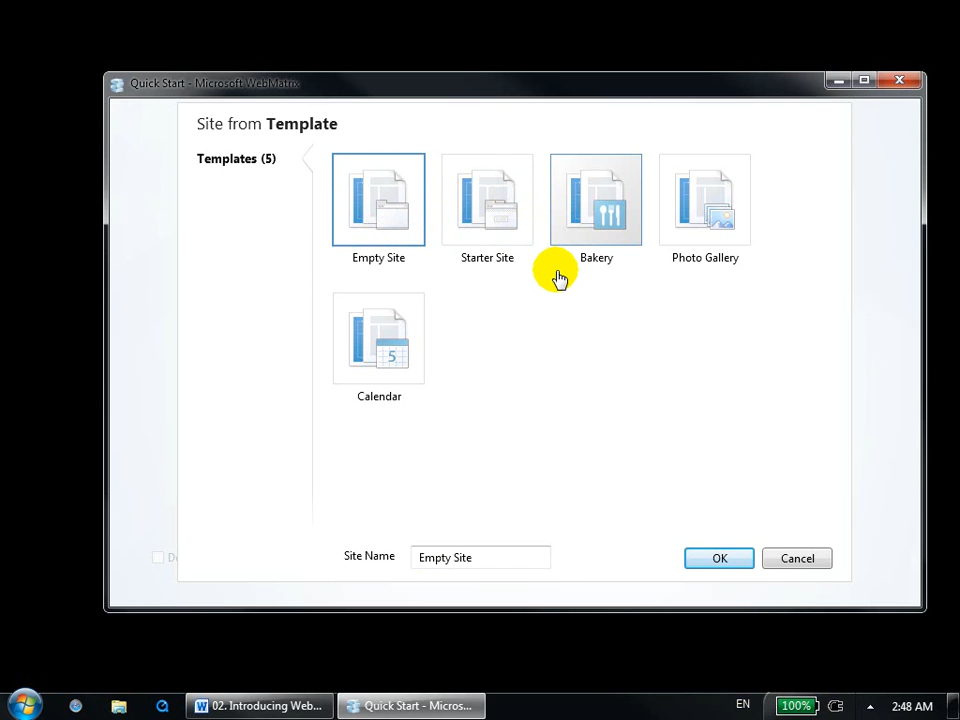 Quick Start - Microsoft WebMatrix
Site from Template
Templates (5)
Empty Site
Starter Site
Bakery
Photo Gallery
5
Calendar
Site Name
Empty Site
OK
Cancel
02. Introducing Web...
Quick Start - Micros...
EN
100%
2:48 AM